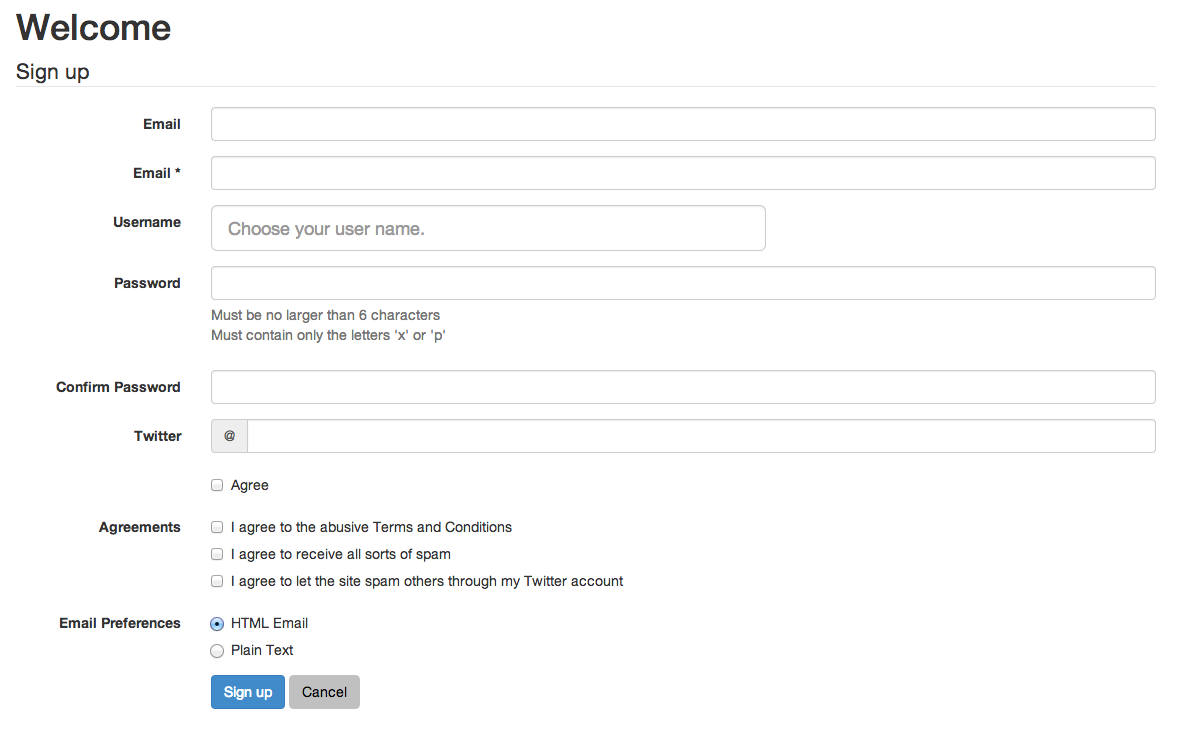 Welcome
Sign up
Email
Email *
Username
Choose your user name.
Password
Must be no larger than 6 characters
Must contain only the letters 'x' or 'p'
Confirm Password
Twitter
@
Agree
Agreements
I agree to the abusive Terms and Conditions
I agree to receive all sorts of spam
I agree to let the site spam others through my Twitter account
Email Preferences
HTML Email
Plain Text
Sign up
Cancel